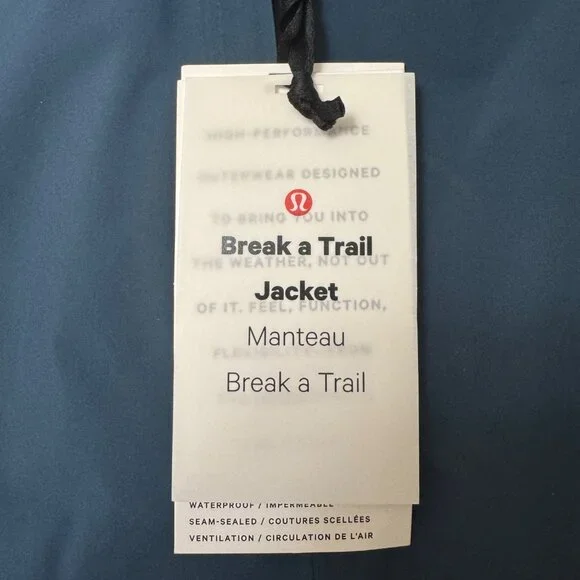 HIGH-PERFORMANCE
OUTERWEAR DESIGNED
TO BRING YOU INTO
Break a Trail
THE WEATHER, NOT OUT
Jacket
OF IT. FEEL, FUNCTION,
Manteau
Break a Trail
WATERPROOF / IMPERMEABLE
SEAM-SEALED / COUTURES SCELLÉES
VENTILATION / CIRCULATION DE L'AIR